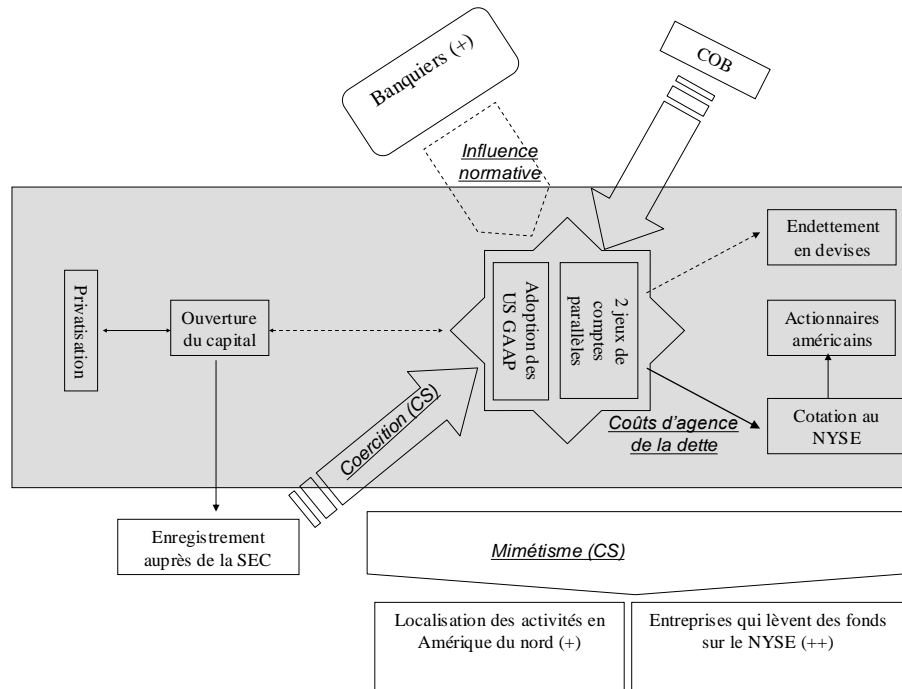 Banquiers (+)
COB
Influence
normative
Endettement
en devises
Privatisation
Ouverture
du capital
Adoption des
US GAAP
2 jeux de
comptes
parallèles
Actionnaires
américains
Coercition (CS)
Coûts d’agence
de la dette
Cotation au
NYSE
Enregistrement
auprès de la SEC
Mimétisme (CS)
Localisation des activités en
Amérique du nord (+)
Entreprises qui lèvent des fonds
sur le NYSE (++)